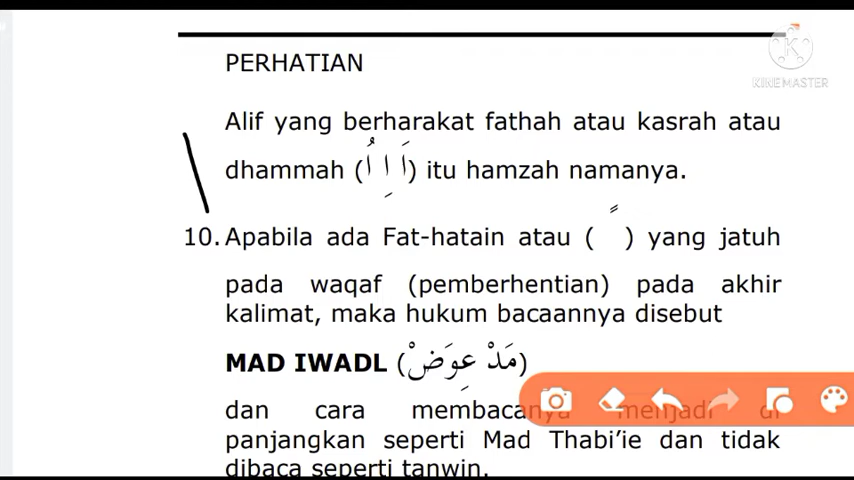 KINEMASTER
PERHATIAN
Alif yang berharakat fathah atau kasrah atau
dhammah (اَ اِ اُ) itu hamzah namanya.
10. Apabila ada Fat-hatain atau ( ً ) yang jatuh
pada waqaf (pemberhentian) pada akhir
kalimat, maka hukum bacaannya disebut
MAD IWADL (مَدْ عِوَضْ)
dan cara membacanya menjadi di
panjangkan seperti Mad Thabi'ie dan tidak
dibaca seperti tanwin.